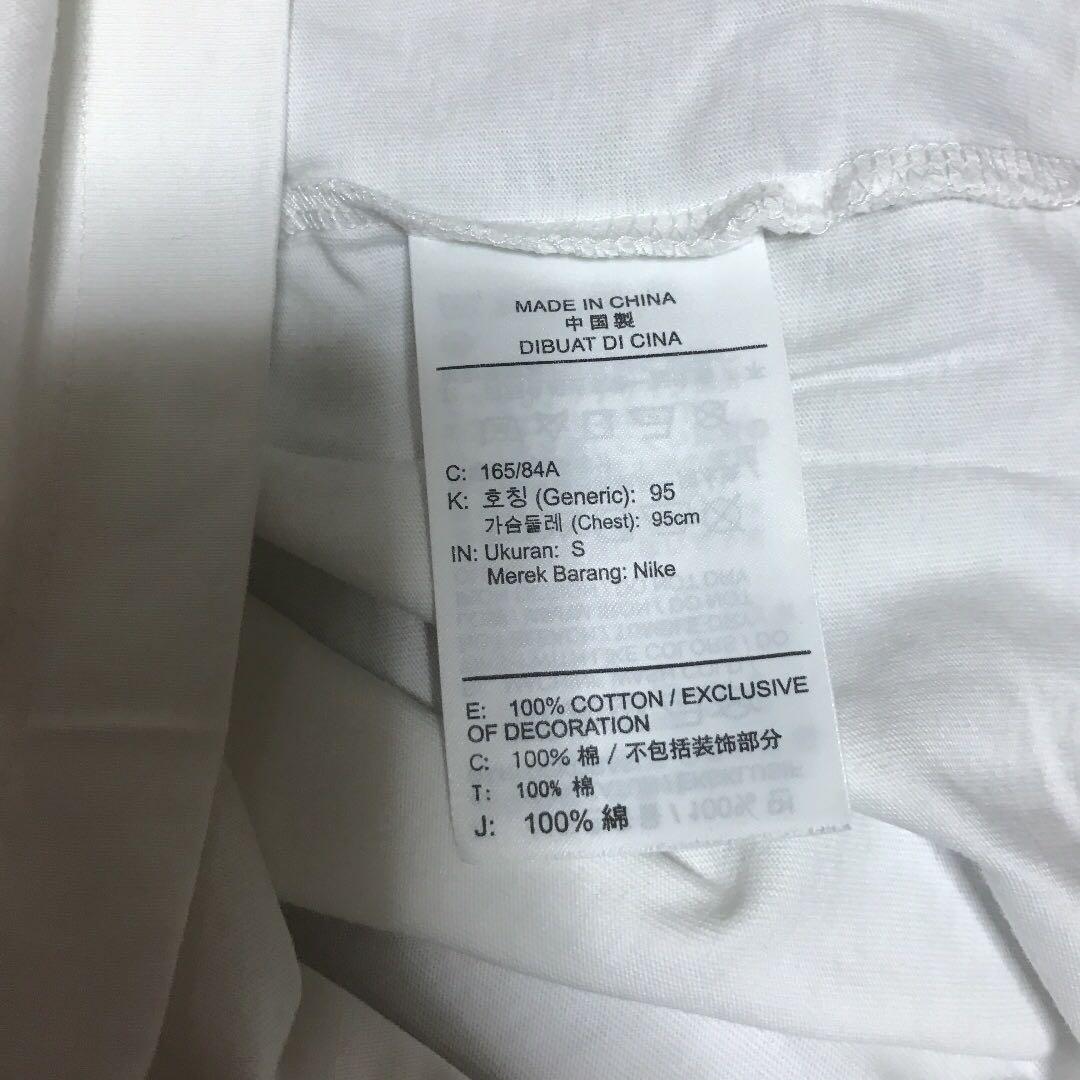 MADE IN CHINA
中国製
DIBUAT DI CINA
C: 165/84A
K: 호칭 (Generic): 95
가슴둘레 (Chest): 95cm
IN: Ukuran: S
Merek Barang: Nike
E: 100% COTTON / EXCLUSIVE
OF DECORATION
C: 100% 棉 / 不包括装饰部分
T: 100% 棉
J: 100% 綿